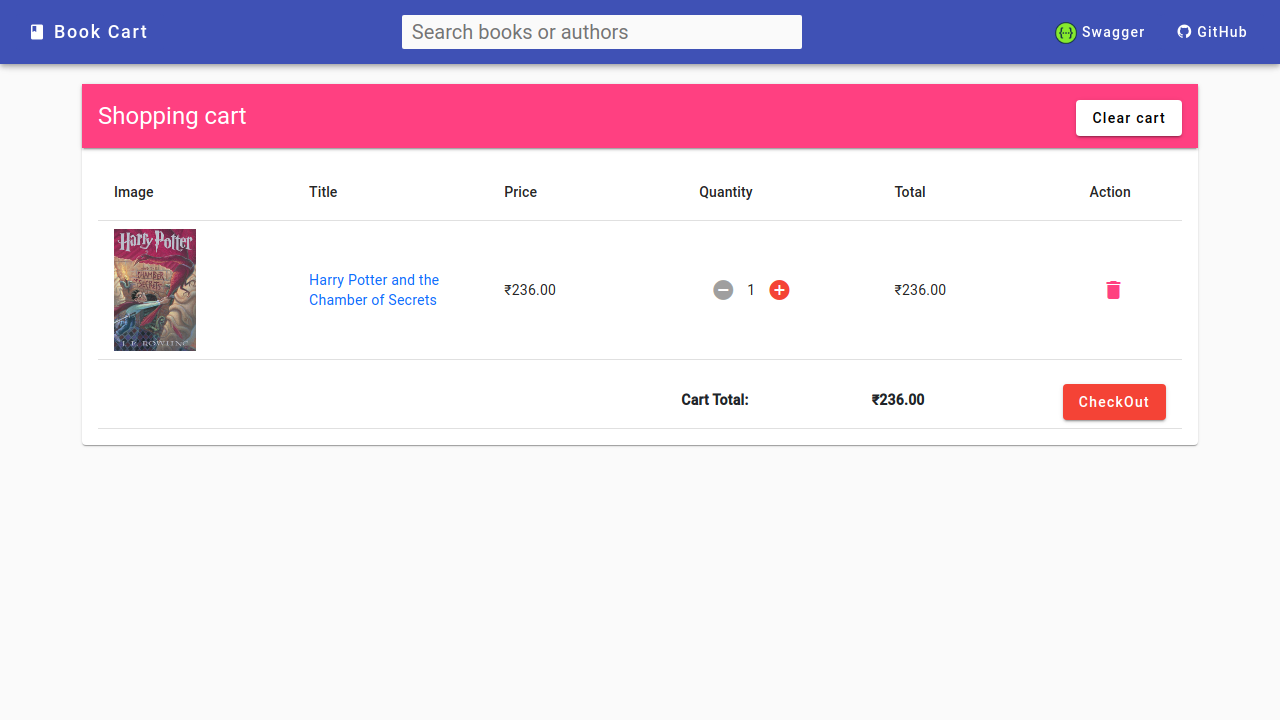 Book Cart
Search books or authors
Swagger
GitHub
Shopping cart
Clear cart
Image Title Price Quantity Total Action
Harry Potter
CHAMBER
SECRETS
J. K. ROWLING
Harry Potter and the
Chamber of Secrets
₹236.00
1
₹236.00
Cart Total: ₹236.00
CheckOut